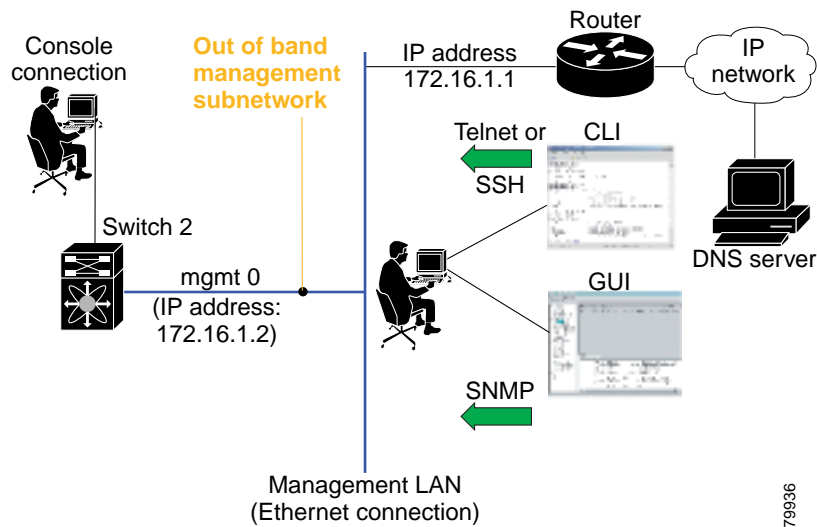 Console
connection
Out of band
management
subnetwork
IP address
172.16.1.1
Router
IP
network
Telnet or
SSH
CLI
DNS server
Switch 2
mgmt 0
(IP address:
172.16.1.2)
GUI
SNMP
Management LAN
(Ethernet connection)
79936